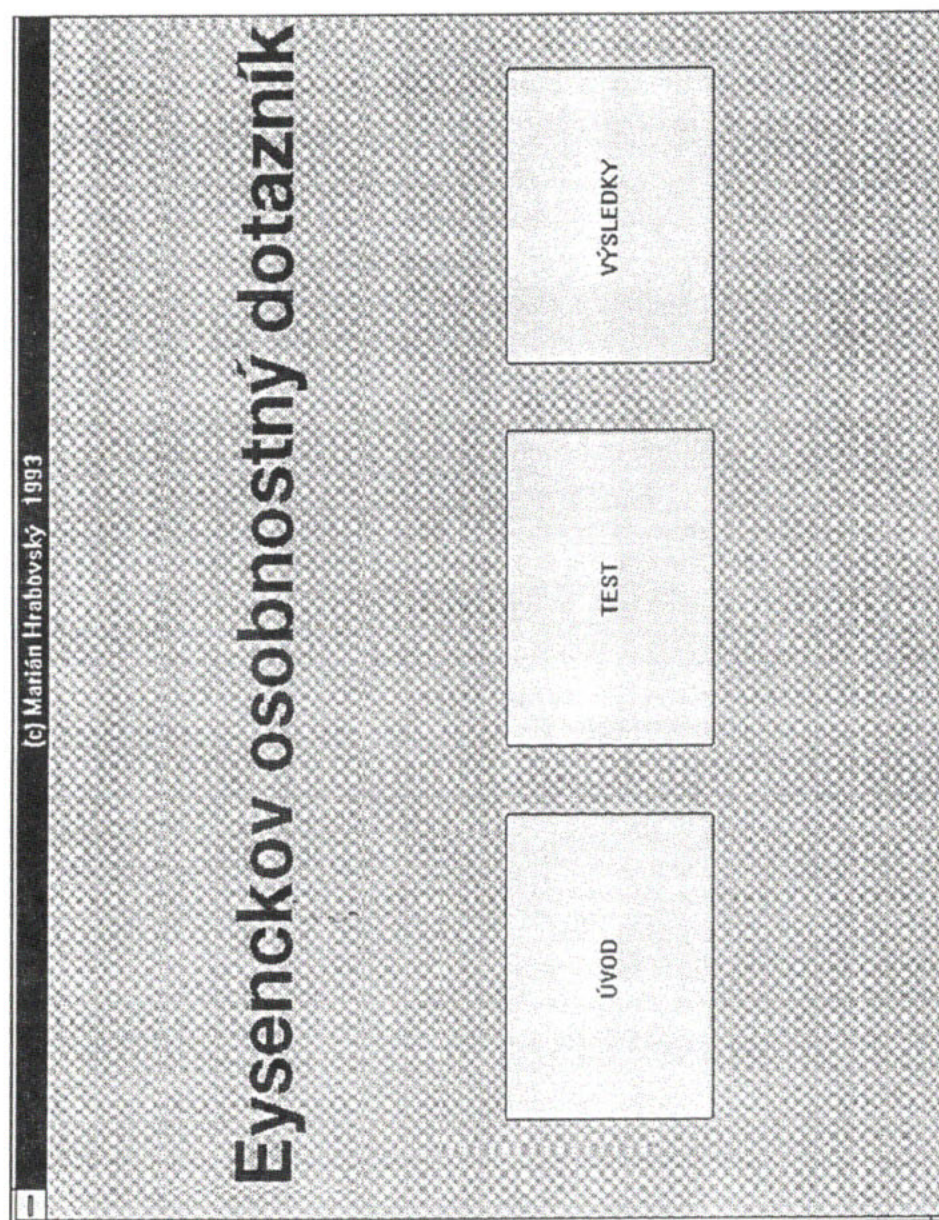 (c) Marián Hrabovský 1993
Eysenckov osobnostný dotazník
ÚVOD
TEST
VÝSLEDKY